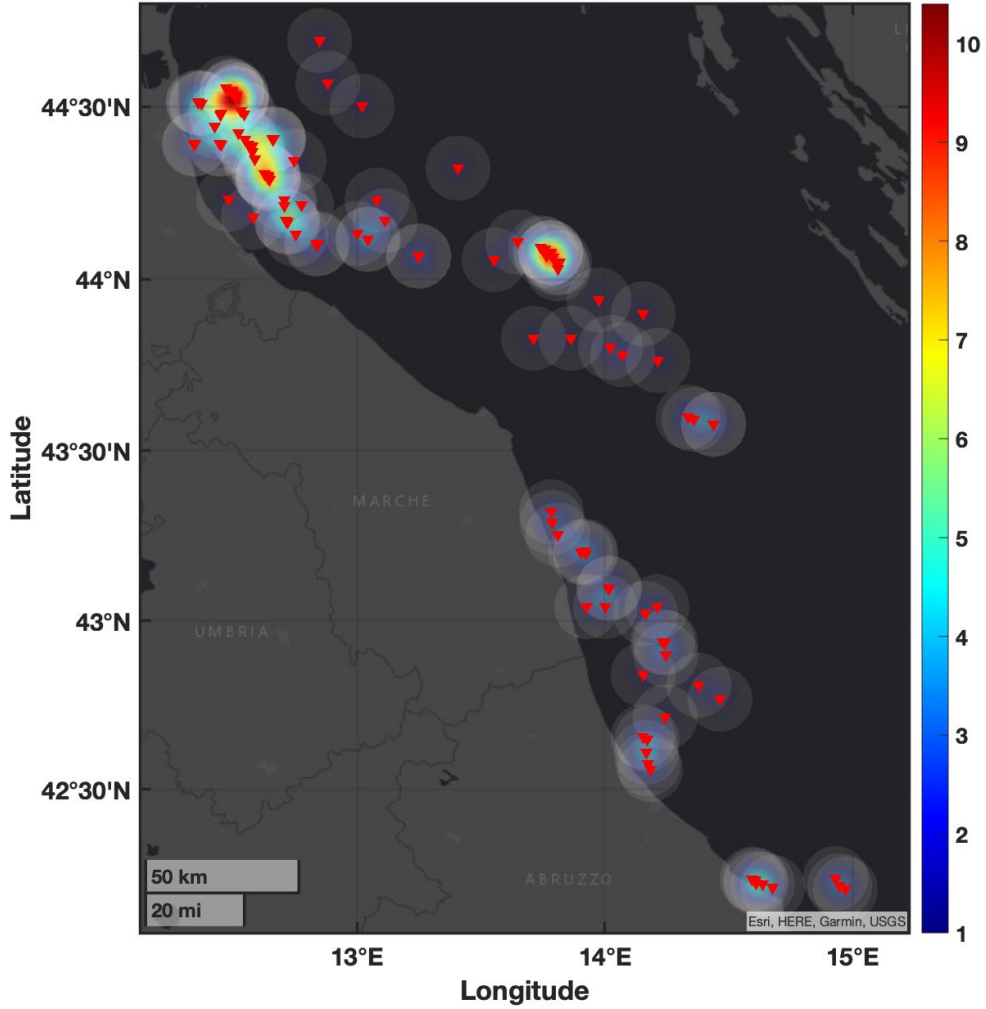 L
10
44°30'N
9
8
44°N
7
6
Latitude
43°30'N
MARCHE
5
4
43°N
UMBRIA
3
42°30'N
2
50 km
ABRUZZO
20 mi
Esri, HERE, Garmin, USGS
1
13°E 14°E 15°E
Longitude